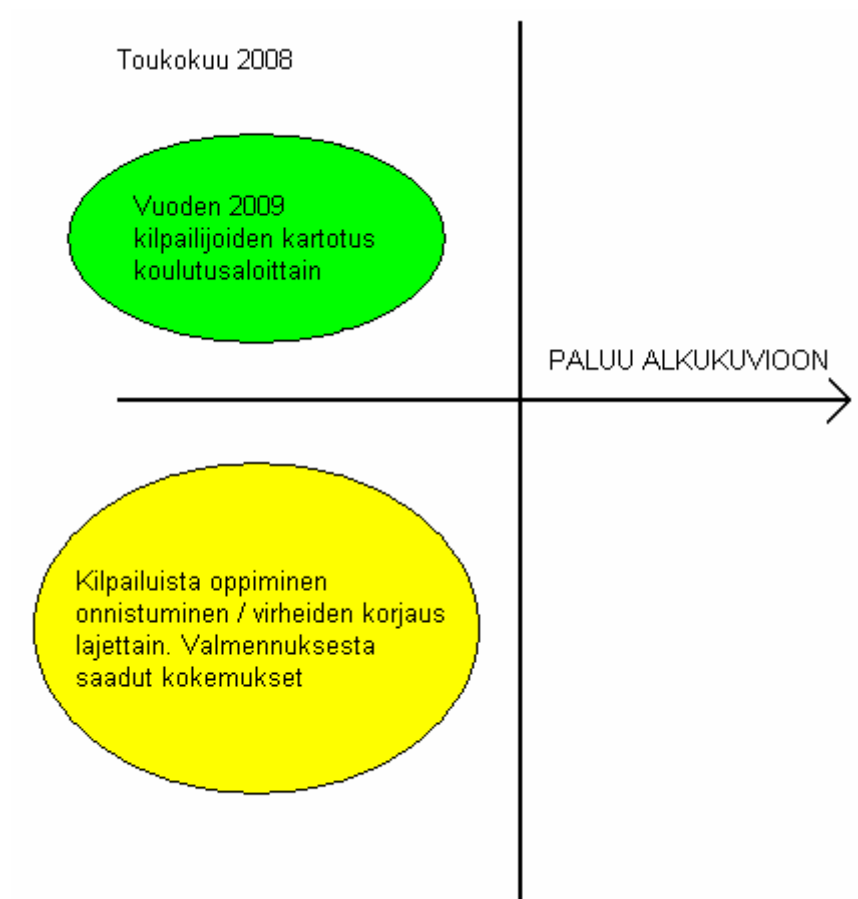 Toukokuu 2008
Vuoden 2009
kilpailijoiden kartotus
koulutusaloittain
PALUU ALKUKUVIOON
Kilpailuista oppiminen
onnistuminen / virheiden korjaus
lajettain. Valmennuksesta
saadut kokemukset